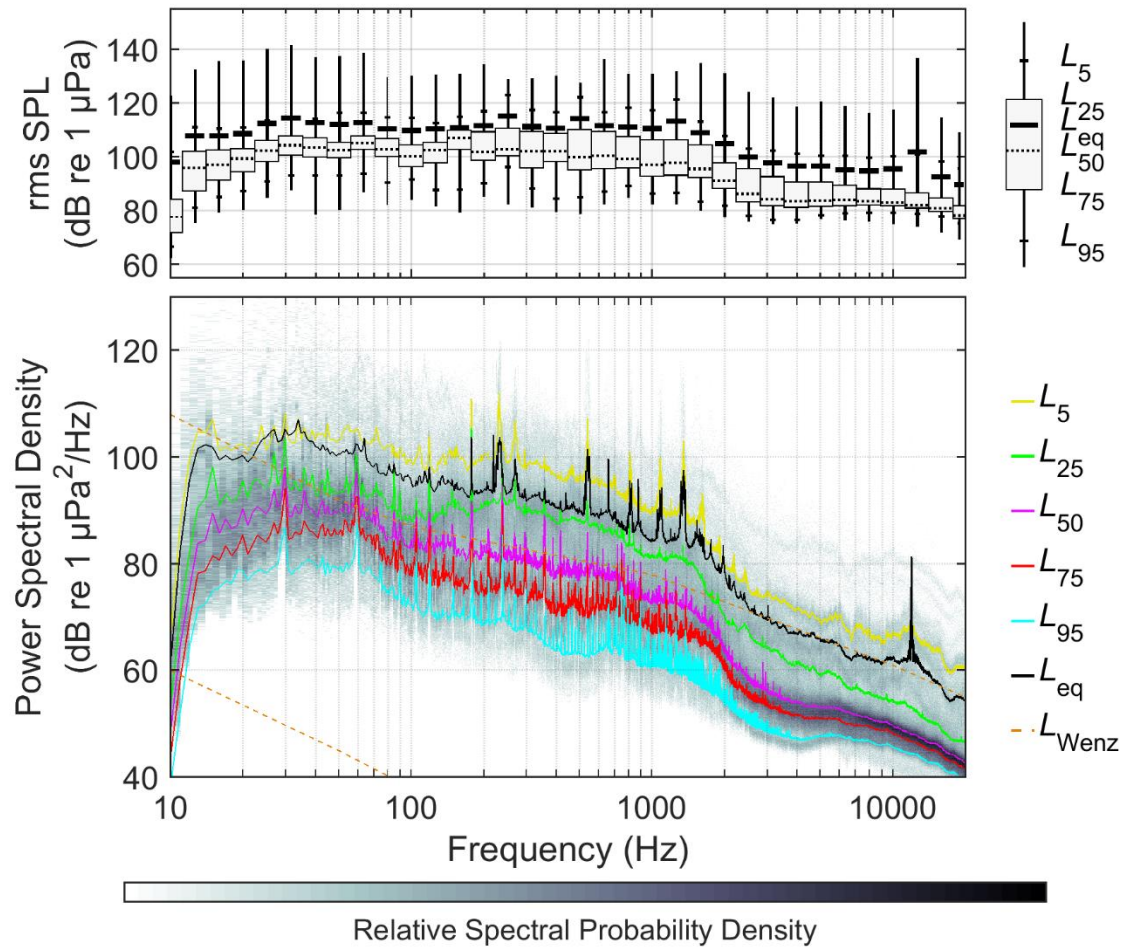 rms SPL
(dB re 1 µPa)
140
120
100
80
60
L5
L25
Leq
L50
L75
L95
Power Spectral Density
(dB re 1 µPa²/Hz)
120
100
80
60
40
10
100
1000
10000
Frequency (Hz)
L5
L25
L50
L75
L95
Leq
LWenz
Relative Spectral Probability Density